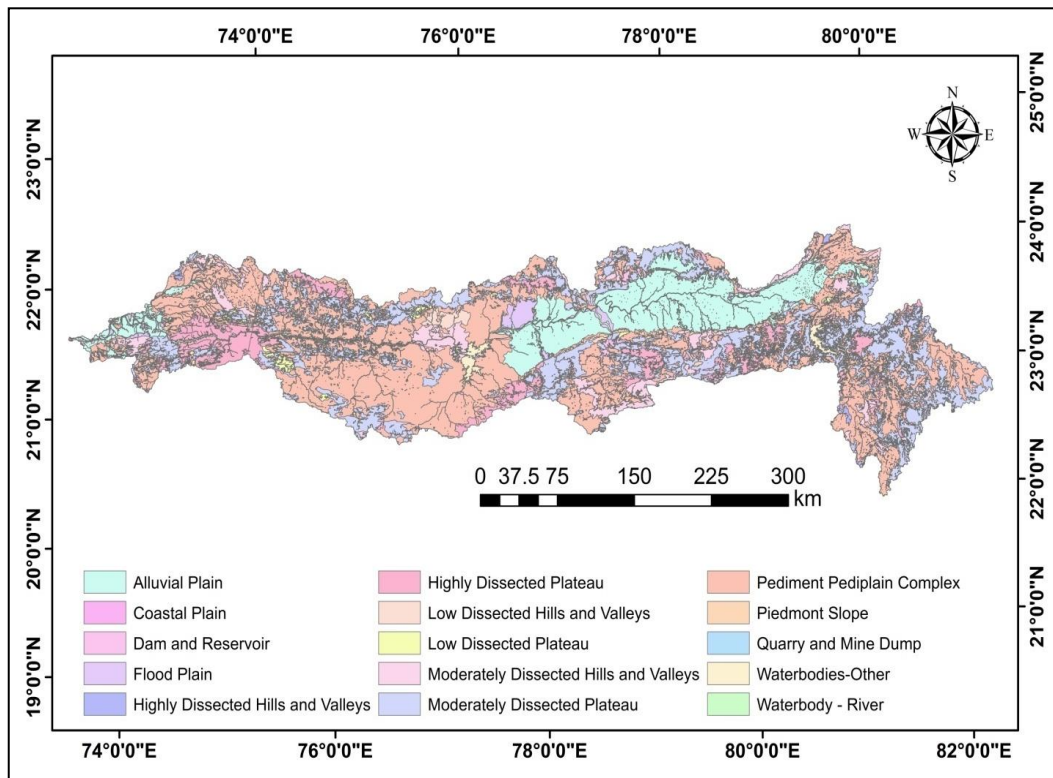 74°0'0"E 76°0'0"E 78°0'0"E 80°0'0"E
25°0'0"N
24°0'0"N
23°0'0"N
22°0'0"N
21°0'0"N
23°0'0"N
22°0'0"N
21°0'0"N
20°0'0"N
19°0'0"N
N
W E
S
0 37.5 75 150 225 300
km
Alluvial Plain
Coastal Plain
Dam and Reservoir
Flood Plain
Highly Dissected Hills and Valleys
Highly Dissected Plateau
Low Dissected Hills and Valleys
Low Dissected Plateau
Moderately Dissected Hills and Valleys
Moderately Dissected Plateau
Pediment Pediplain Complex
Piedmont Slope
Quarry and Mine Dump
Waterbodies-Other
Waterbody - River
74°0'0"E 76°0'0"E 78°0'0"E 80°0'0"E 82°0'0"E